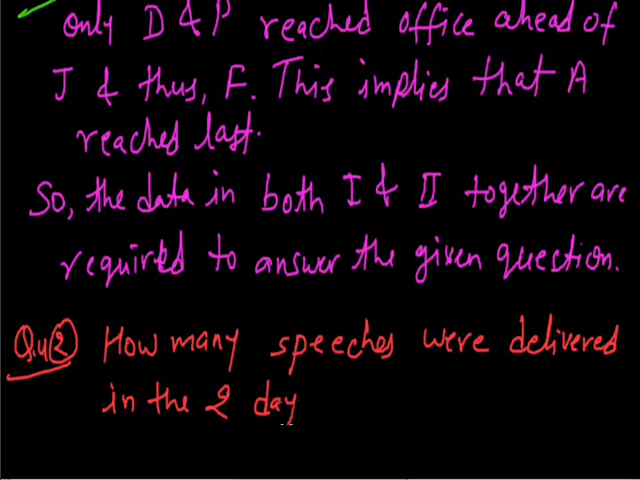 only D & P reached office ahead of
J & thus, F. This implies that A
reached last.
So, the data in both I & II together are
required to answer the given question.
Qu② How many speeches were delivered
in the 2 day